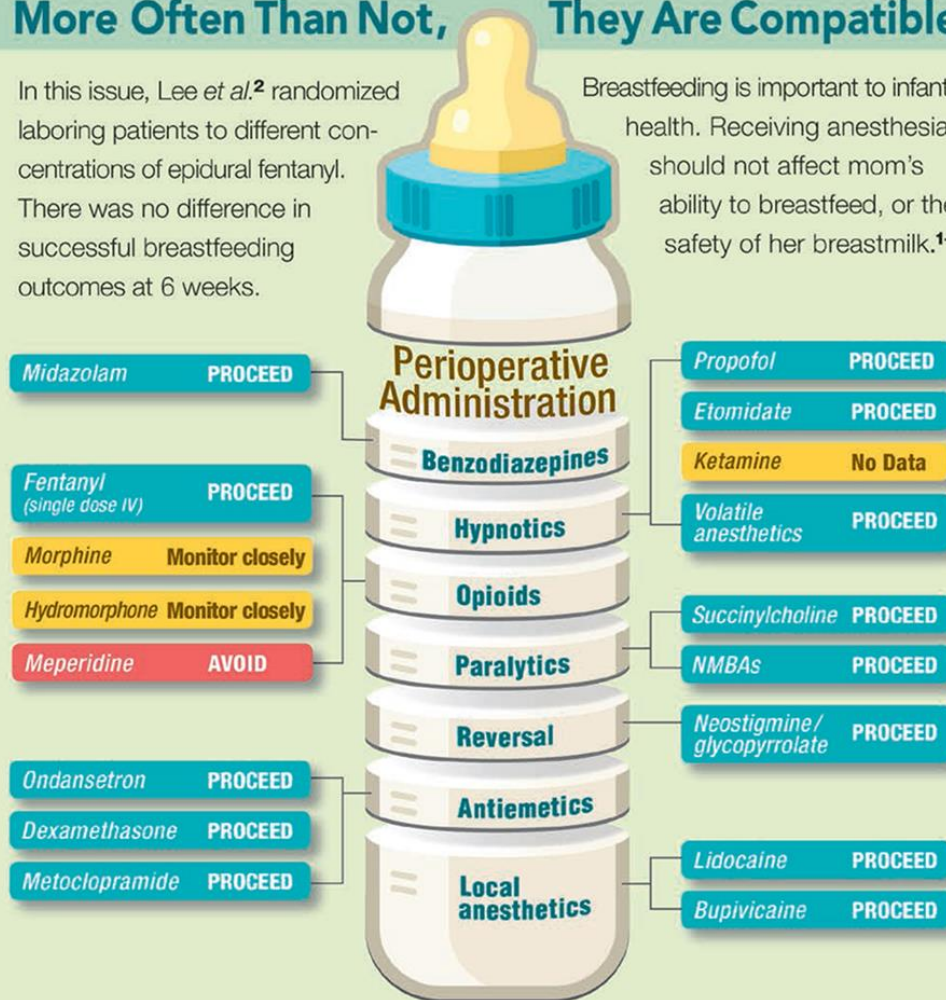 More Often Than Not, They Are Compatible
In this issue, Lee et al.² randomized
laboring patients to different con-
centrations of epidural fentanyl.
There was no difference in
successful breastfeeding
outcomes at 6 weeks.
Breastfeeding is important to infant
health. Receiving anesthesia
should not affect mom's
ability to breastfeed, or the
safety of her breastmilk.¹
Perioperative
Administration
Benzodiazepines
Midazolam PROCEED
Hypnotics
Propofol PROCEED
Etomidate PROCEED
Ketamine No Data
Volatile
anesthetics PROCEED
Opioids
Fentanyl
(single dose IV) PROCEED
Morphine Monitor closely
Hydromorphone Monitor closely
Meperidine AVOID
Paralytics
Succinylcholine PROCEED
NMBAs PROCEED
Reversal
Neostigmine/
glycopyrrolate PROCEED
Antiemetics
Ondansetron PROCEED
Dexamethasone PROCEED
Metoclopramide PROCEED
Local
anesthetics
Lidocaine PROCEED
Bupivicaine PROCEED